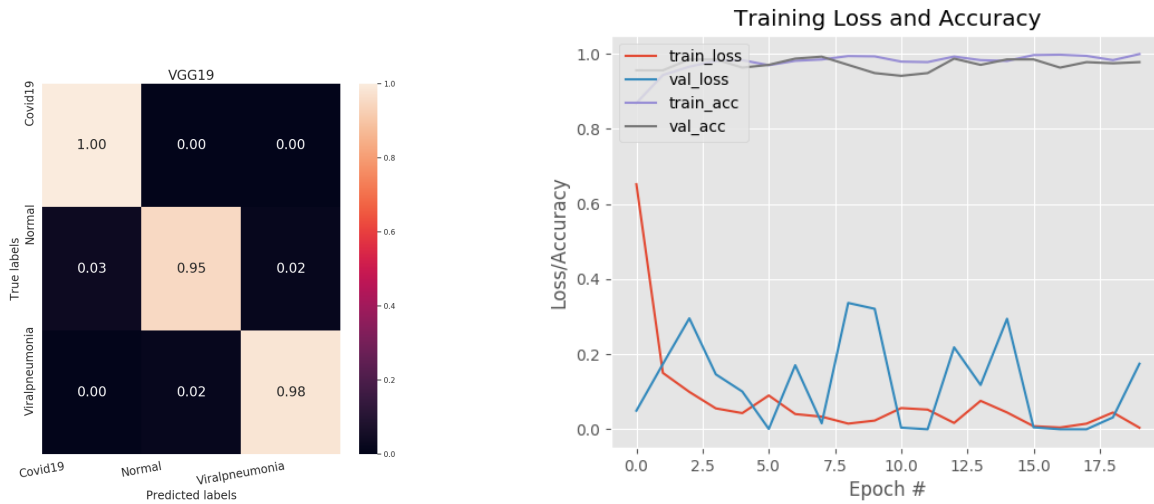 VGG19
Covid19
Normal
Viralpneumonia
True labels
1.00 0.00 0.00
0.03 0.95 0.02
0.00 0.02 0.98
Covid19 Normal Viralpneumonia
Predicted labels
1.0
0.8
0.6
0.4
0.2
0.0
Training Loss and Accuracy
train_loss
val_loss
train_acc
val_acc
Loss/Accuracy
1.0
0.8
0.6
0.4
0.2
0.0
0.0 2.5 5.0 7.5 10.0 12.5 15.0 17.5
Epoch #